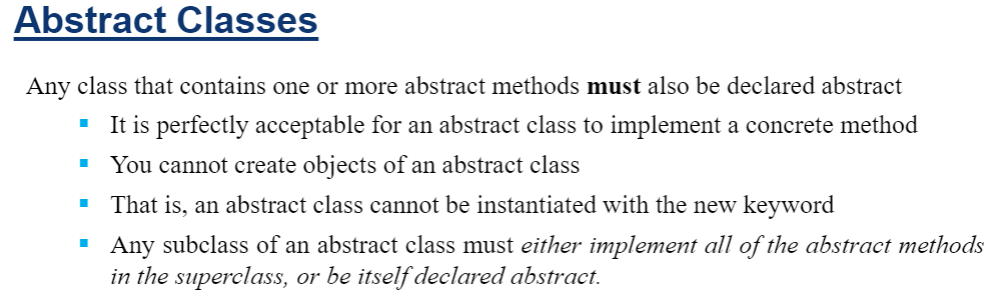 Abstract Classes
Any class that contains one or more abstract methods must also be declared abstract
▪ It is perfectly acceptable for an abstract class to implement a concrete method
▪ You cannot create objects of an abstract class
▪ That is, an abstract class cannot be instantiated with the new keyword
▪ Any subclass of an abstract class must either implement all of the abstract methods
in the superclass, or be itself declared abstract.